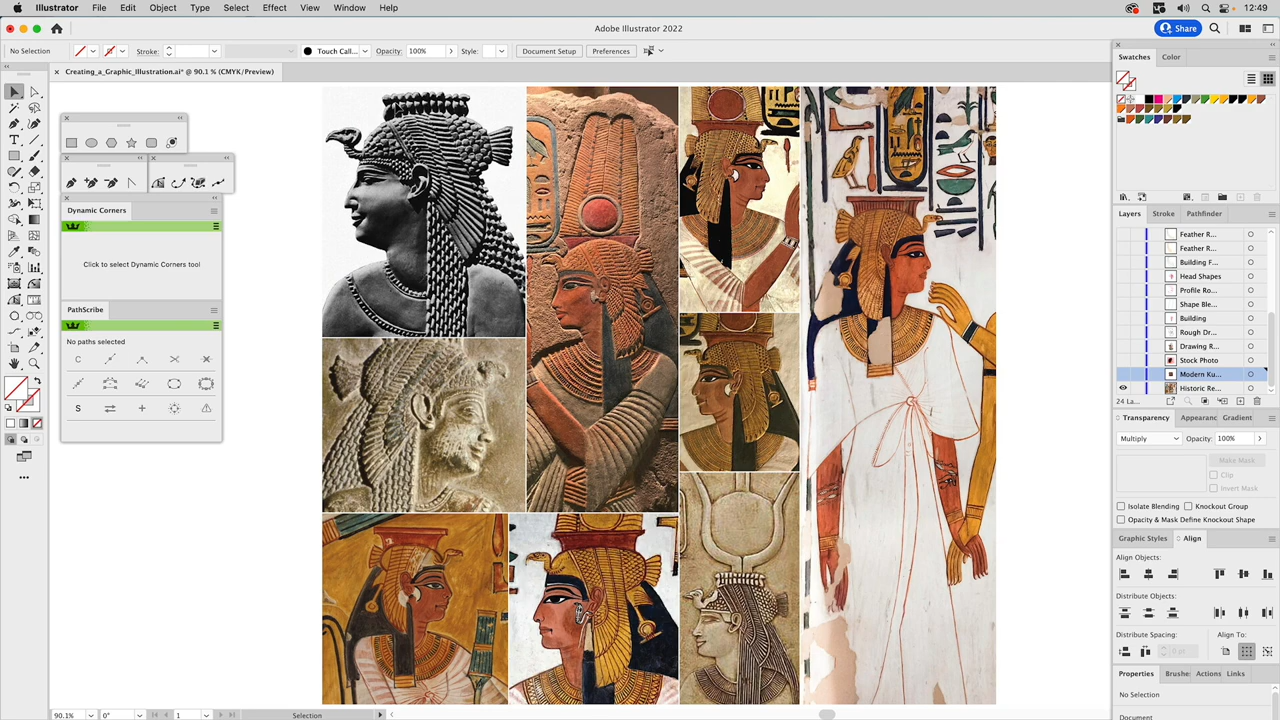 Illustrator File Edit Object Type Select Effect View Window Help 12:49
Adobe Illustrator 2022
Share
No Selection Stroke: Touch Call... Opacity: 100% Style: Document Setup Preferences
Creating_a_Graphic_Illustration.ai* @ 90.1 % (CMYK/Preview)
Dynamic Corners
Click to select Dynamic Corners tool
PathScribe
No paths selected
Swatches Color
Layers Stroke Pathfinder
Feather R...
Feather R...
Building F...
Head Shapes
Profile Ro...
Shape Ble...
Building
Rough Dr...
Drawing R...
Stock Photo
Modern Ku...
Historic Re...
24 La...
Transparency Appearanc Gradient
Multiply Opacity: 100%
Make Mask
Clip
Invert Mask
Isolate Blending Knockout Group
Opacity & Mask Define Knockout Shape
Graphic Styles Align
Align Objects:
Distribute Objects:
Distribute Spacing: Align To:
0 pt
Properties Brushe Actions Links
No Selection
Document
90.1% 0° 1 Selection